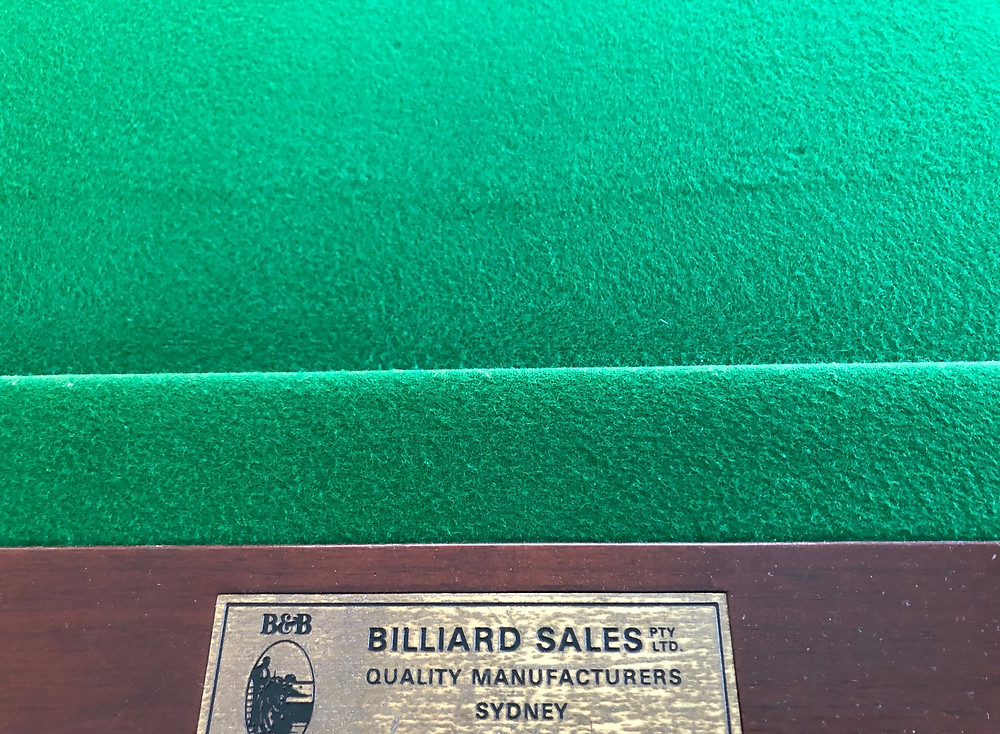 B&B
BILLIARD SALES PTY LTD.
QUALITY MANUFACTURERS
SYDNEY